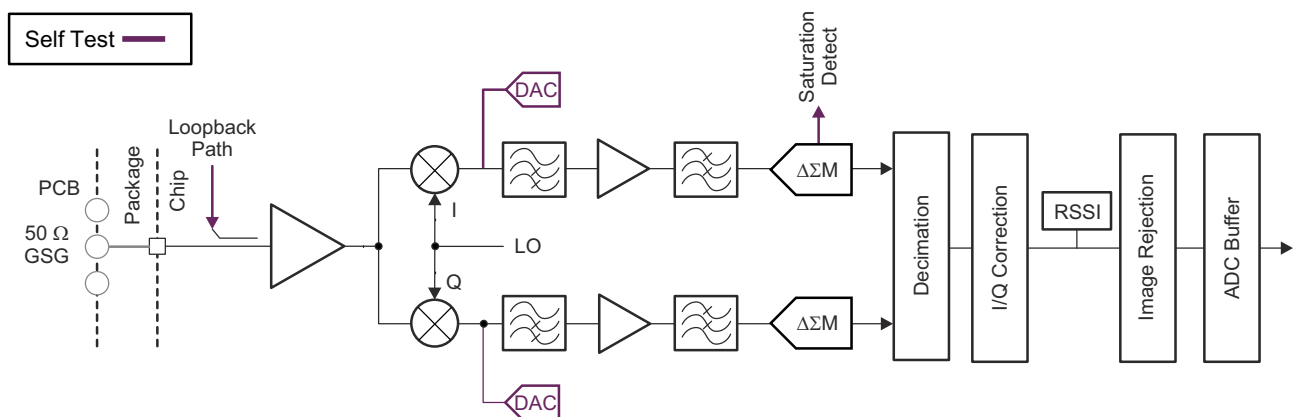 Self Test
DAC
Saturation
Detect
Loopback
Path
PCB
Package
Chip
50 Ω
GSG
I
LO
Q
ΔΣM
ΔΣM
DAC
Decimation
I/Q Correction
RSSI
Image Rejection
ADC Buffer